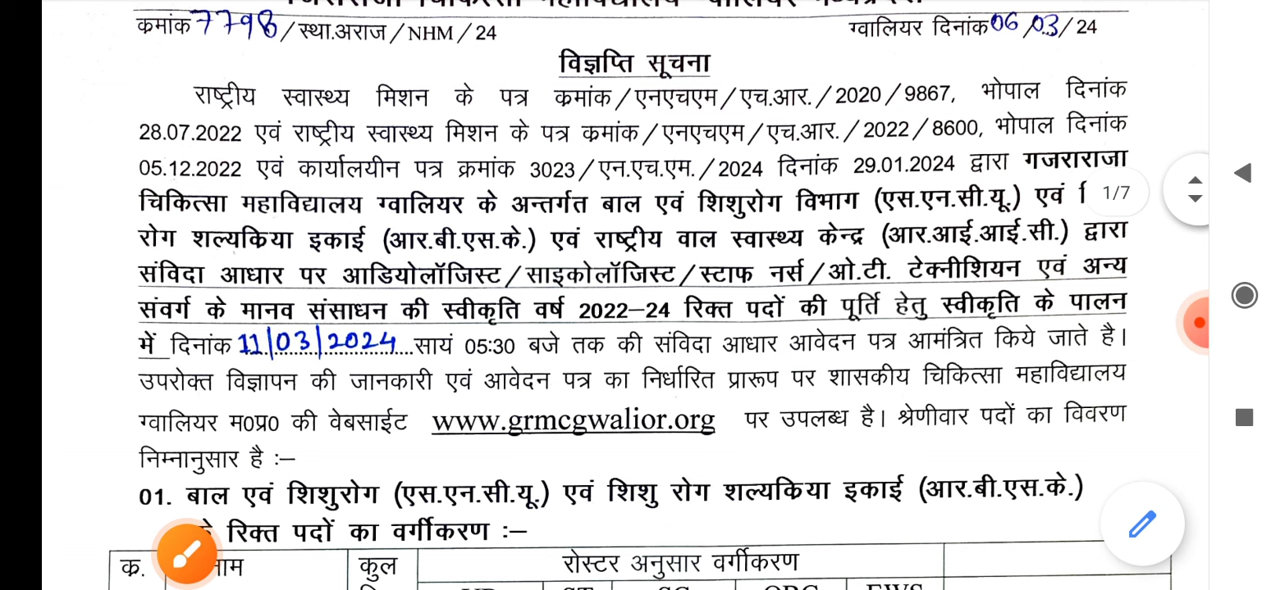 क्रमांक 7798/स्था.अराज/NHM/24 ग्वालियर दिनांक 06/03/24
विज्ञप्ति सूचना
राष्ट्रीय स्वास्थ्य मिशन के पत्र क्रमांक/एनएचएम/एच.आर./2020/9867, भोपाल दिनांक
28.07.2022 एवं राष्ट्रीय स्वास्थ्य मिशन के पत्र क्रमांक/एनएचएम/एच.आर./2022/8600, भोपाल दिनांक
05.12.2022 एवं कार्यालयीन पत्र क्रमांक 3023/एन.एच.एम./2024 दिनांक 29.01.2024 द्वारा गजराराजा
चिकित्सा महाविद्यालय ग्वालियर के अन्तर्गत बाल एवं शिशुरोग विभाग (एस.एन.सी.यू.) एवं
1/7
रोग शल्यकिया इकाई (आर.बी.एस.के.) एवं राष्ट्रीय वाल स्वास्थ्य केन्द्र (आर.आई.आई.सी.) द्वारा
संविदा आधार पर आडियोलॉजिस्ट/साइकोलॉजिस्ट/स्टाफ नर्स/ओ.टी. टेक्नीशियन एवं अन्य
संवर्ग के मानव संसाधन की स्वीकृति वर्ष 2022–24 रिक्त पदों की पूर्ति हेतु स्वीकृति के पालन
में दिनांक 11/03/2024 सायं 05:30 बजे तक की संविदा आधार आवेदन पत्र आमंत्रित किये जाते है।
उपरोक्त विज्ञापन की जानकारी एवं आवेदन पत्र का निर्धारित प्रारूप पर शासकीय चिकित्सा महाविद्यालय
ग्वालियर म0प्र0 की वेबसाईट www.grmcgwalior.org पर उपलब्ध है। श्रेणीवार पदों का विवरण
निम्नानुसार है :–
01. बाल एवं शिशुरोग (एस.एन.सी.यू.) एवं शिशु रोग शल्यकिया इकाई (आर.बी.एस.के.)
रिक्त पदों का वर्गीकरण :–
क्र. कुल रोस्टर अनुसार वर्गीकरण